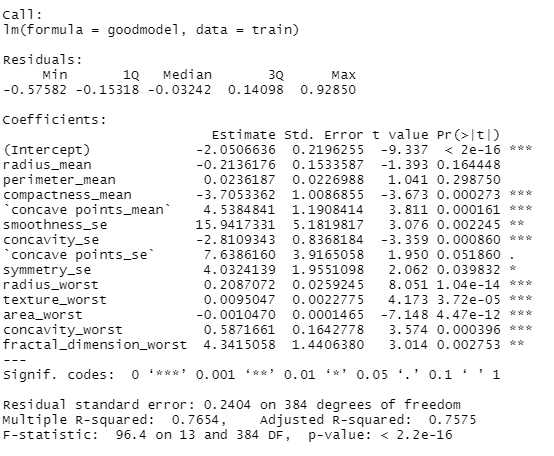 Call:
lm(formula = goodmodel, data = train)
Residuals:
Min 1Q Median 3Q Max
-0.57582 -0.15318 -0.03242 0.14098 0.92850
Coefficients:
Estimate Std. Error t value Pr(>|t|)
(Intercept) -2.0506636 0.2196255 -9.337 < 2e-16 ***
radius_mean -0.2136176 0.1533587 -1.393 0.164448
perimeter_mean 0.0236187 0.0226988 1.041 0.298750
compactness_mean -3.7053362 1.0086855 -3.673 0.000273 ***
`concave points_mean` 4.5384841 1.1908414 3.811 0.000161 ***
smoothness_se 15.9417331 5.1819817 3.076 0.002245 **
concavity_se -2.8109343 0.8368184 -3.359 0.000860 ***
`concave points_se` 7.6386160 3.9165058 1.950 0.051860 .
symmetry_se 4.0324139 1.9551098 2.062 0.039832 *
radius_worst 0.2087072 0.0259245 8.051 1.04e-14 ***
texture_worst 0.0095047 0.0022775 4.173 3.72e-05 ***
area_worst -0.0010470 0.0001465 -7.148 4.47e-12 ***
concavity_worst 0.5871661 0.1642778 3.574 0.000396 ***
fractal_dimension_worst 4.3415058 1.4406380 3.014 0.002753 **
---
Signif. codes: 0 ‘***’ 0.001 ‘**’ 0.01 ‘*’ 0.05 ‘.’ 0.1 ‘ ’ 1
Residual standard error: 0.2404 on 384 degrees of freedom
Multiple R-squared: 0.7654, Adjusted R-squared: 0.7575
F-statistic: 96.4 on 13 and 384 DF, p-value: < 2.2e-16